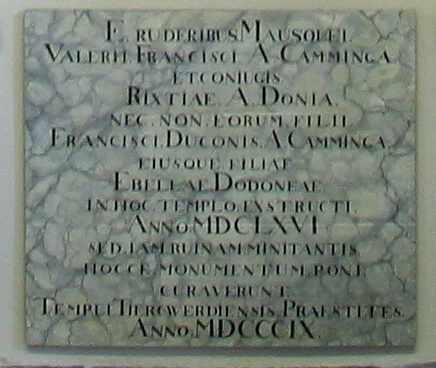 E. RUDERIBUS MAUSOLEI.
VALERII. FRANCISCI. A. CAMMINGA.
ET CONIUGIS.
RIXTIAE. A. DONIA.
NEC. NON. EORUM. FILII.
FRANCISCI. DUCONIS. A CAMMINGA.
EIUSQUE. FILIAE.
EBELLAE. DODONEAE.
IN HOC. TEMPLO. EXSTRUCTI.
ANNO. MDCLXVI.
SED. IAM. RUINAM. MINITANTIS.
HOCCE. MONUMENTUM. PONI.
CURAVERUNT.
TEMPLI. TJERCWERDIENSIS. PRAESTITES.
ANNO. MDCCCIX.